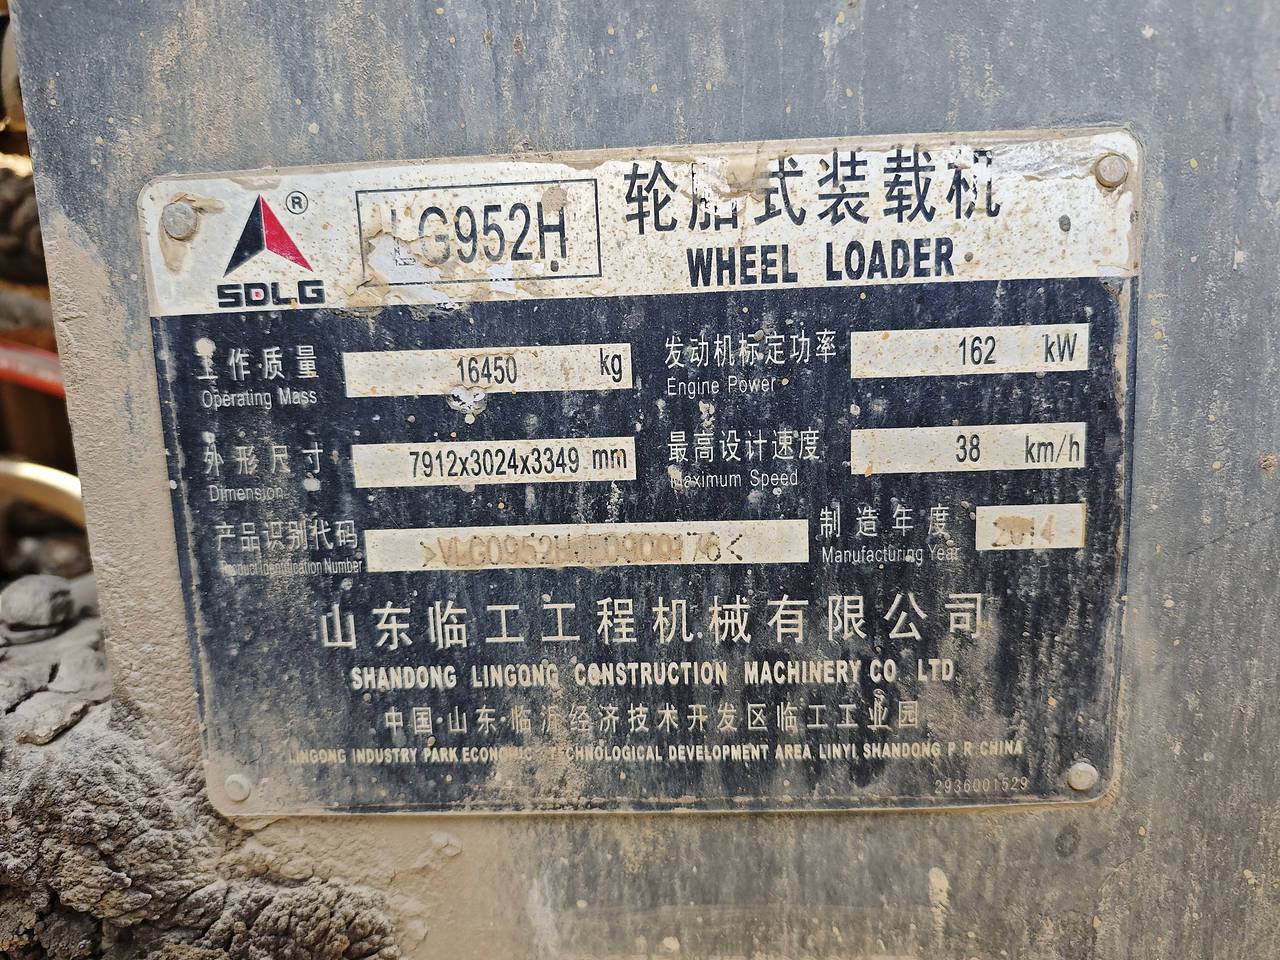 SDLG ®
LG952H
轮胎式装载机
WHEEL LOADER
工作质量 16450 kg
Operating Mass
发动机标定功率 162 kW
Engine Power
外形尺寸 7912x3024x3349 mm
Dimension
最高设计速度 38 km/h
Maximum Speed
产品识别代码
Product Identification Number
制造年度 2014
Manufacturing Year
山东临工工程机械有限公司
SHANDONG LINGONG CONSTRUCTION MACHINERY CO LTD
中国·山东·临沂经济技术开发区临工工业园
LINGONG INDUSTRY PARK ECONOMIC TECHNOLOGICAL DEVELOPMENT AREA LINYI SHANDONG P R CHINA
2936001529